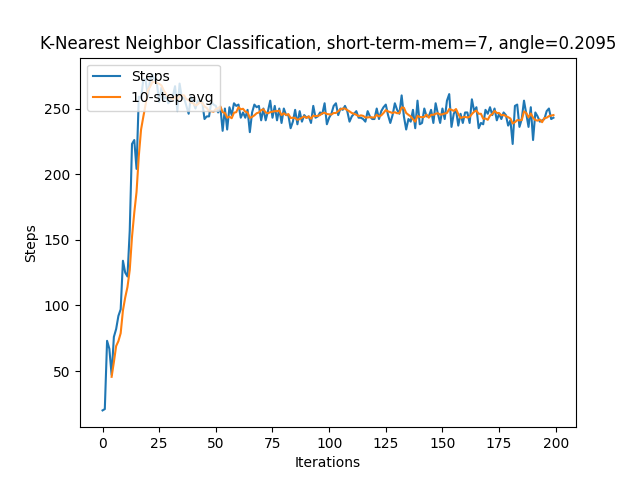 K-Nearest Neighbor Classification, short-term-mem=7, angle=0.2095
Steps
10-step avg
250
200
150
100
50
Steps
0 25 50 75 100 125 150 175 200
Iterations